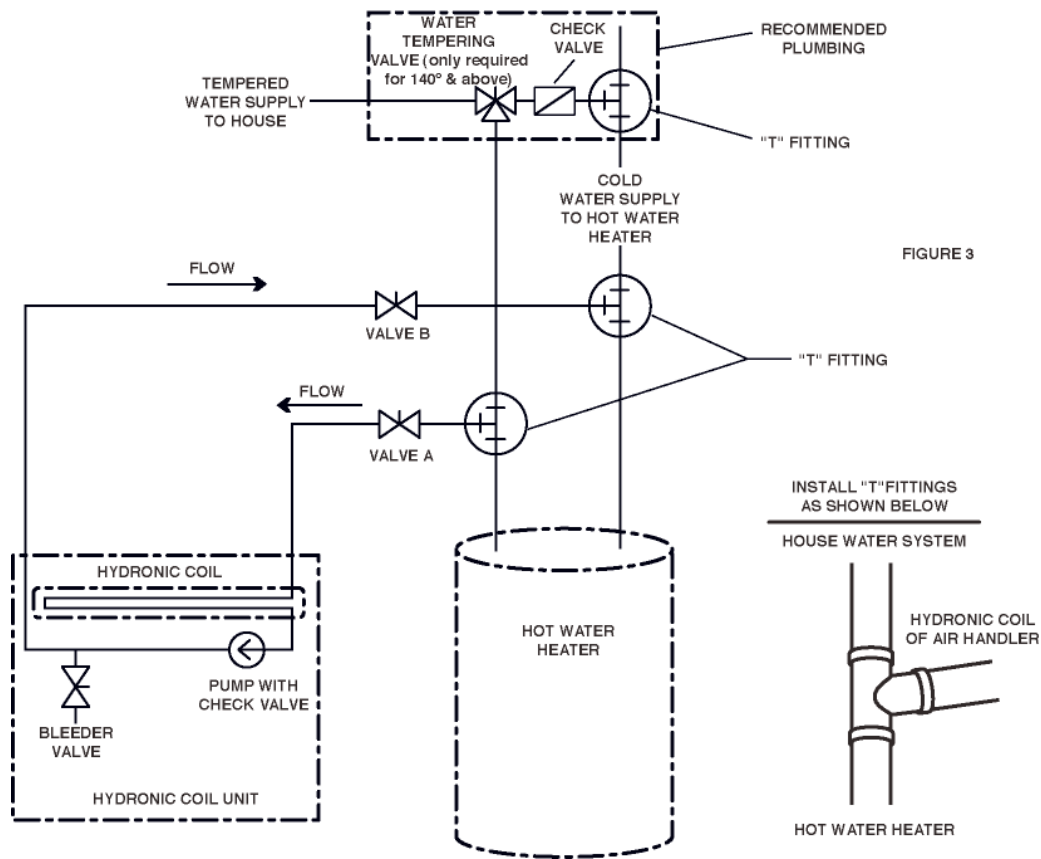 WATER
TEMPERING
VALVE (only required
for 140° & above)
CHECK
VALVE
RECOMMENDED
PLUMBING
TEMPERED
WATER SUPPLY
TO HOUSE
"T" FITTING
COLD
WATER SUPPLY
TO HOT WATER
HEATER
FIGURE 3
FLOW
VALVE B
"T" FITTING
FLOW
VALVE A
INSTALL "T"FITTINGS
AS SHOWN BELOW
HOUSE WATER SYSTEM
HYDRONIC COIL
HYDRONIC COIL
OF AIR HANDLER
HOT WATER
HEATER
PUMP WITH
CHECK VALVE
BLEEDER
VALVE
HYDRONIC COIL UNIT
HOT WATER HEATER